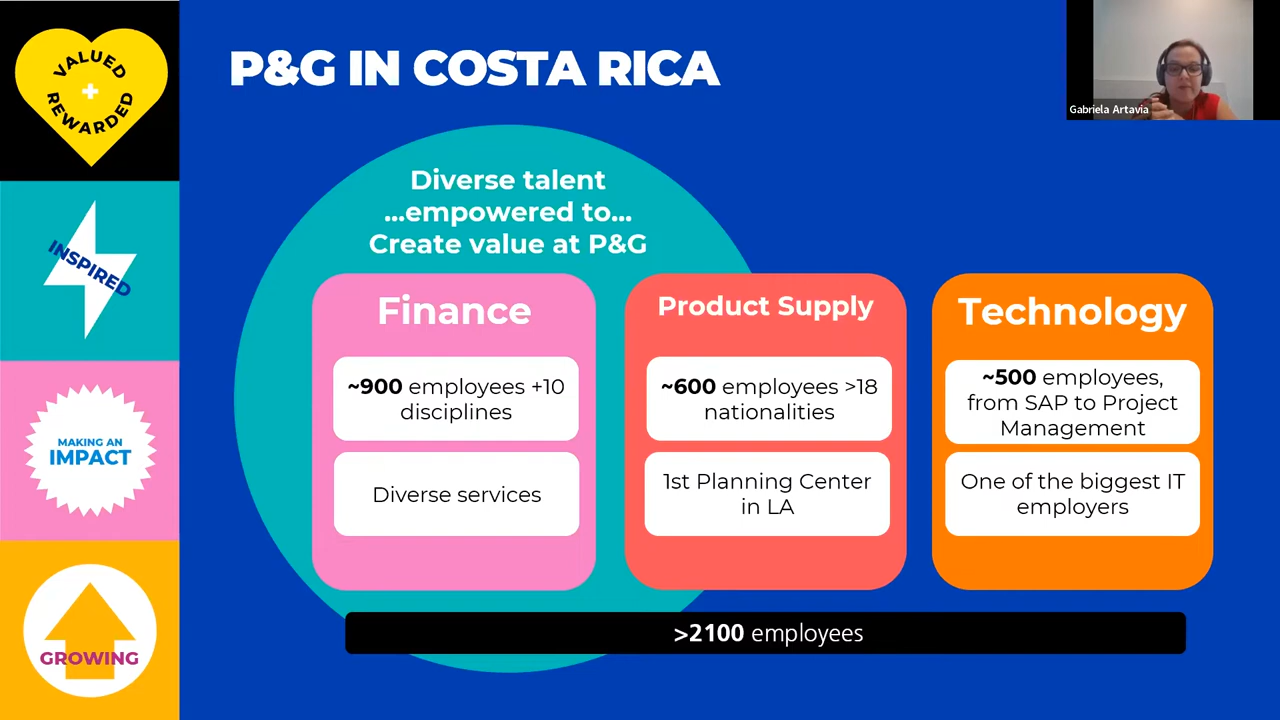 VALUED
+
REWARDED
INSPIRED
MAKING AN
IMPACT
GROWING
P&G IN COSTA RICA
Gabriela Artavia
Diverse talent
...empowered to...
Create value at P&G
Finance
~900 employees +10
disciplines
Diverse services
Product Supply
~600 employees >18
nationalities
1st Planning Center
in LA
Technology
~500 employees,
from SAP to Project
Management
One of the biggest IT
employers
>2100 employees